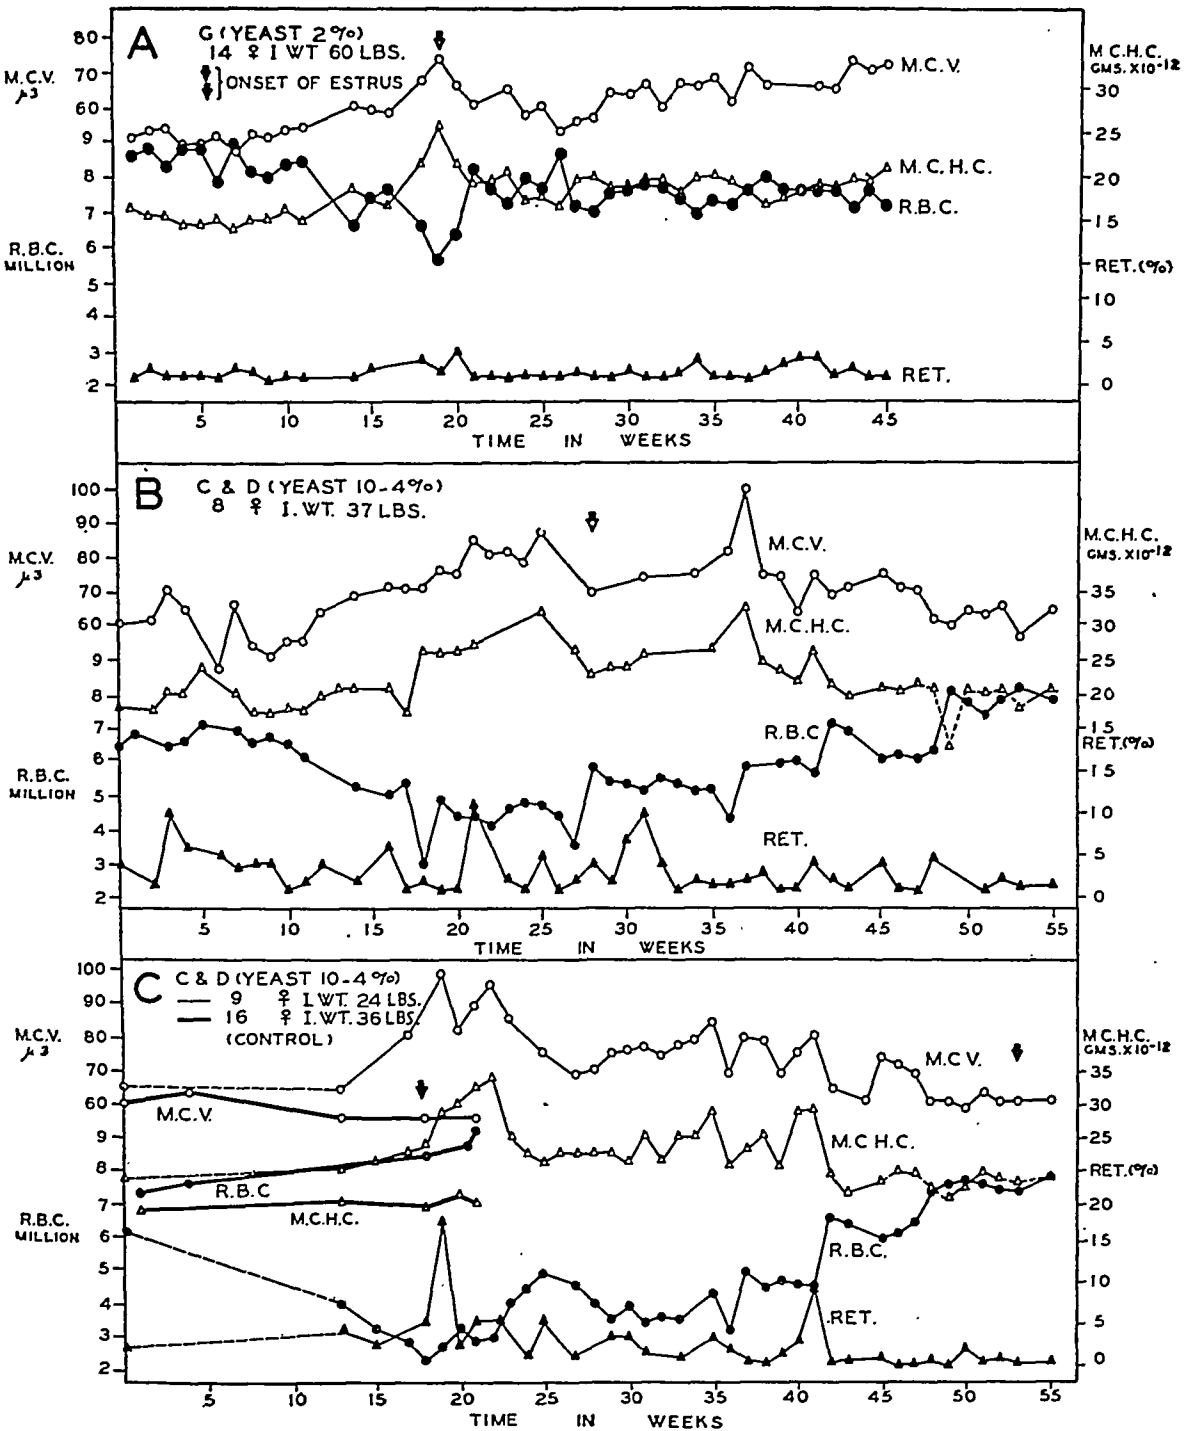 A
G (YEAST 2%)
14 ♀ I WT 60 LBS.
} ONSET OF ESTRUS
M.C.V.
μ3
80
70
60
9
8
7
R.B.C.
MILLION
6
5
4
3
2
M.C.V.
M.C.H.C.
R.B.C.
RET.
M C.H.C.
GMS.X10-12
30
25
20
15
RET.(%)
10
5
0
5 10 15 20 25 30 35 40 45
TIME IN WEEKS
B
C & D (YEAST 10-4%)
8 ♀ I.WT. 37 LBS.
M.C.V.
μ3
100
90
80
70
60
9
8
7
6
R.B.C.
MILLION
5
4
3
2
M.C.V.
M.C.H.C.
R.B.C
RET.
M.C.H.C.
GMS.X10-12
35
30
25
20
15
RET.(%)
15
10
5
0
5 10 15 20 25 30 35 40 45 50 55
TIME IN WEEKS
C
C & D (YEAST 10-4%)
9 ♀ I.WT. 24 LBS.
16 ♀ I.WT. 36 LBS.
(CONTROL)
M.C.V.
μ3
100
90
80
70
60
9
8
7
R.B.C.
MILLION
6
5
4
3
2
M.C.V.
R.B.C
M.C.H.C.
M.C V.
M.C H.C.
R.B.C.
RET.
M C.H.C.
GMS.X10-12
35
30
25
RET.(%)
20
15
10
5
0
5 10 15 20 25 30 35 40 45 50 55
TIME IN WEEKS